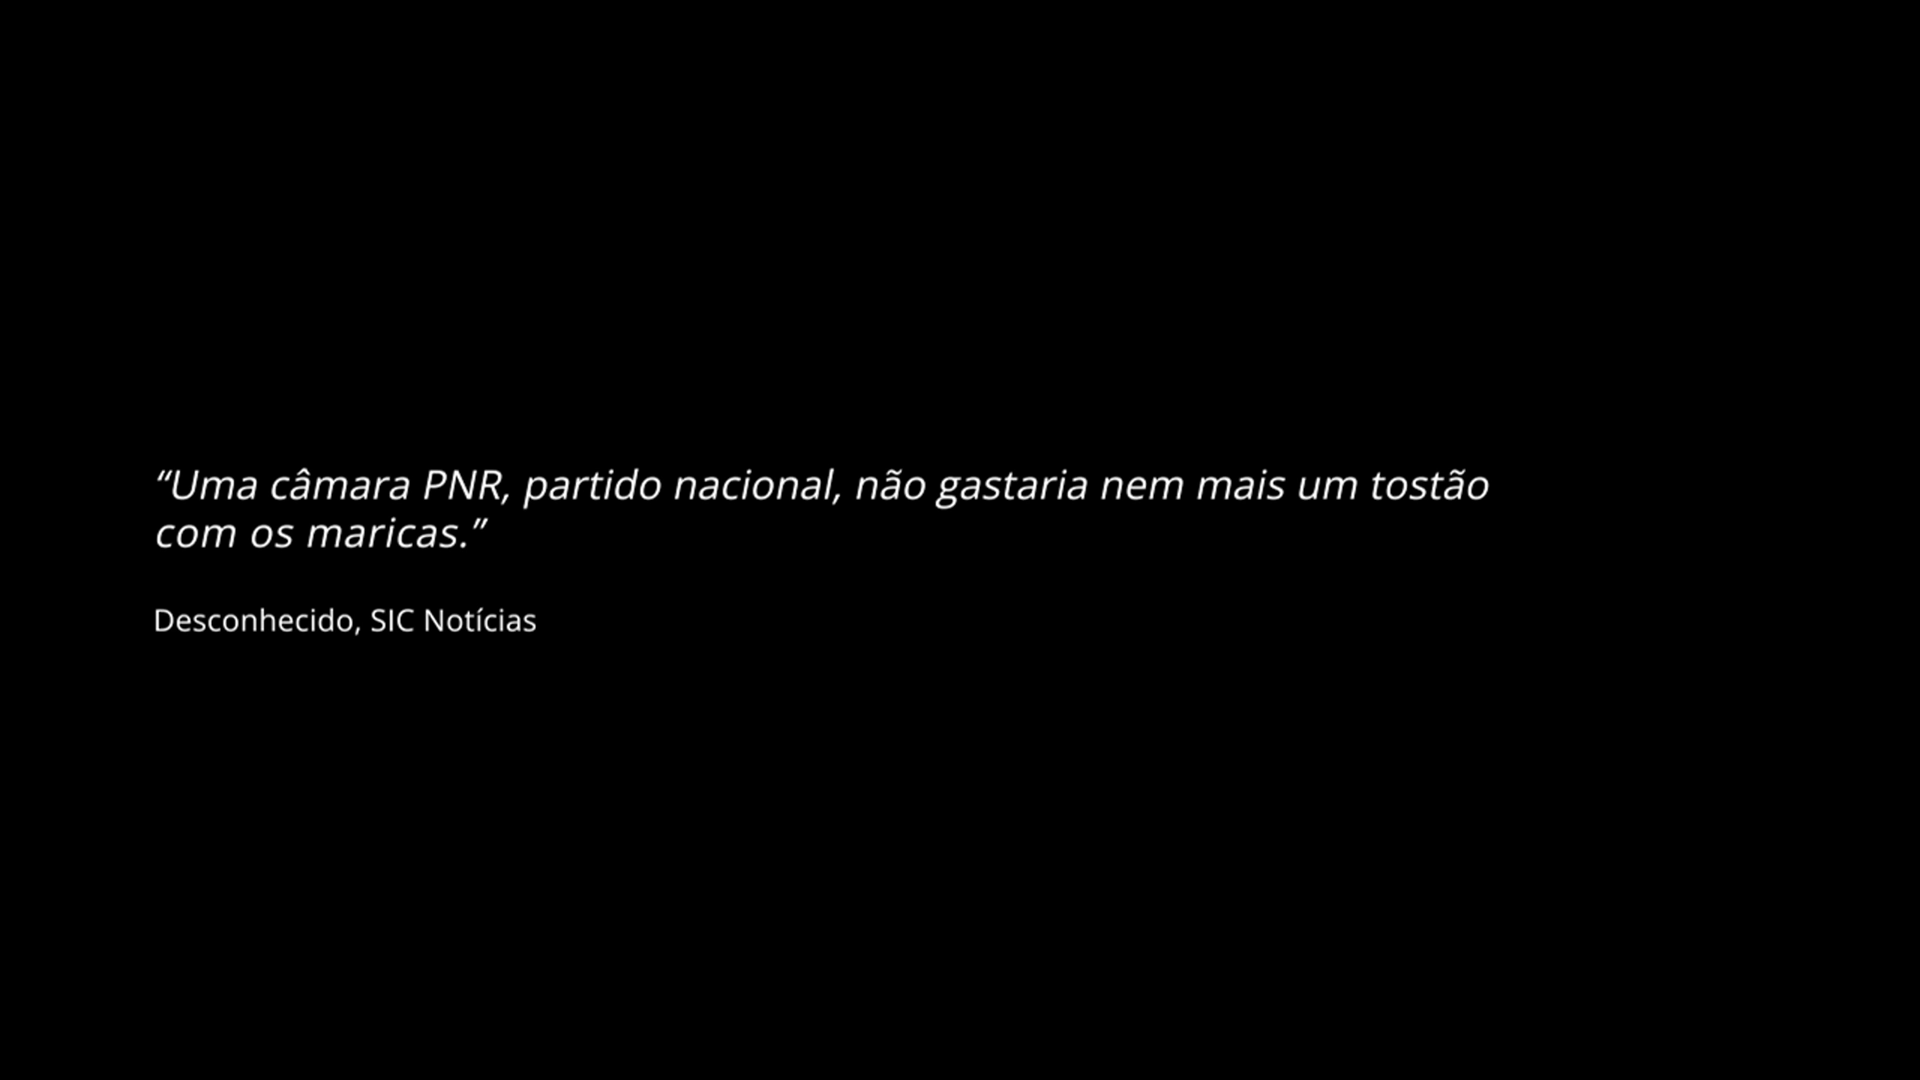 “Uma câmara PNR, partido nacional, não gastaria nem mais um tostão
com os maricas.”
Desconhecido, SIC Notícias